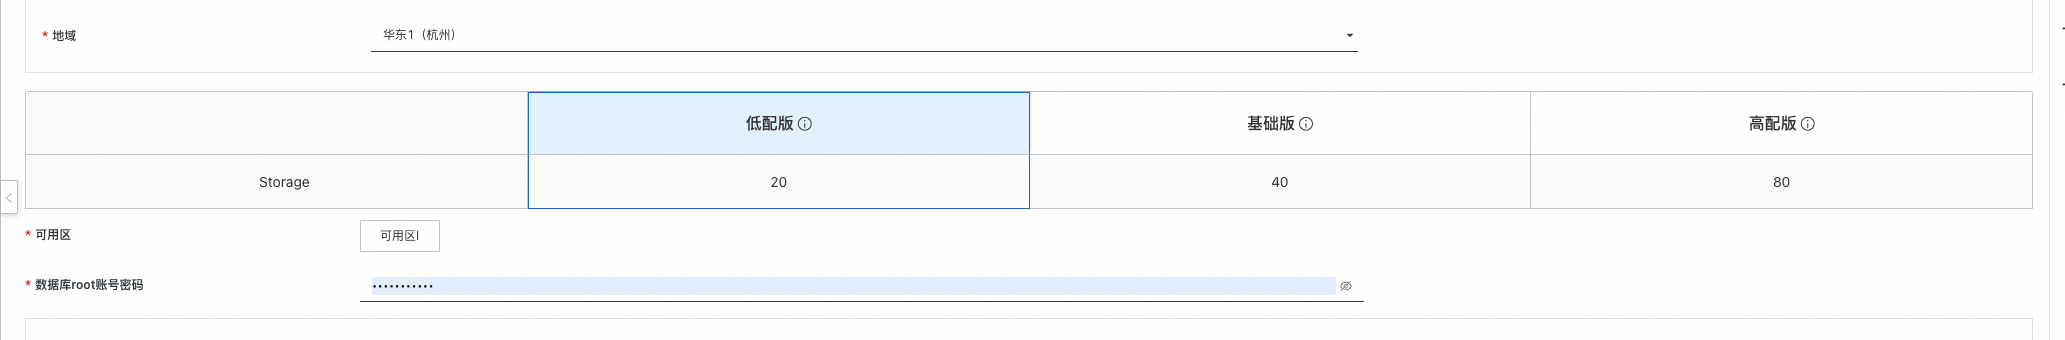 * 地域 华东1（杭州）
低配版 基础版 高配版
Storage 20 40 80
* 可用区 可用区I
* 数据库root账号密码 •••••••••••